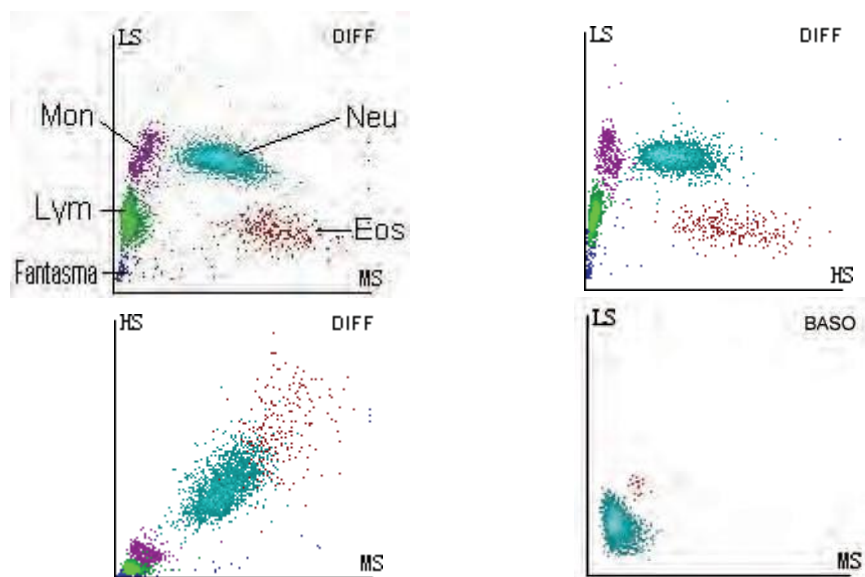 LS DIFF
Mon
Neu
Lym
Eos
Fantasma
MS
LS DIFF
HS
HS DIFF
MS
LS BASO
MS